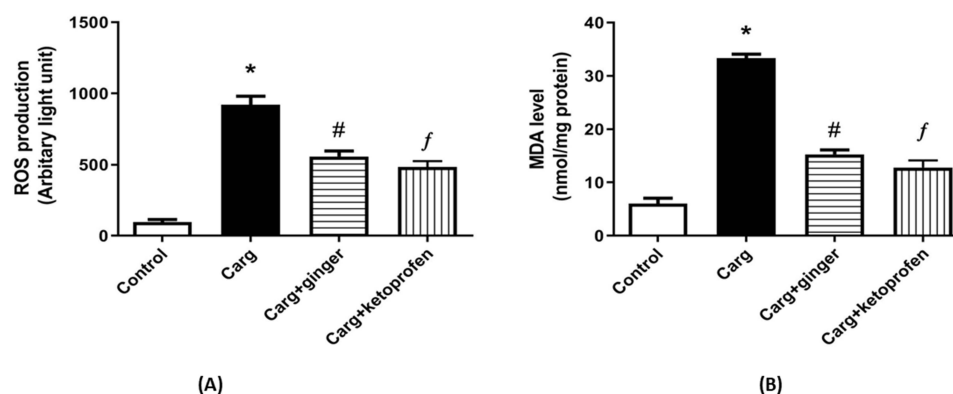 ROS production
(Arbitary light unit)
1500
1000
500
0
*
#
ƒ
Control
Carg
Carg+ginger
Carg+ketoprofen
(A)
MDA level
(nmol/mg protein)
40
30
20
10
0
*
#
ƒ
Control
Carg
Carg+ginger
Carg+ketoprofen
(B)